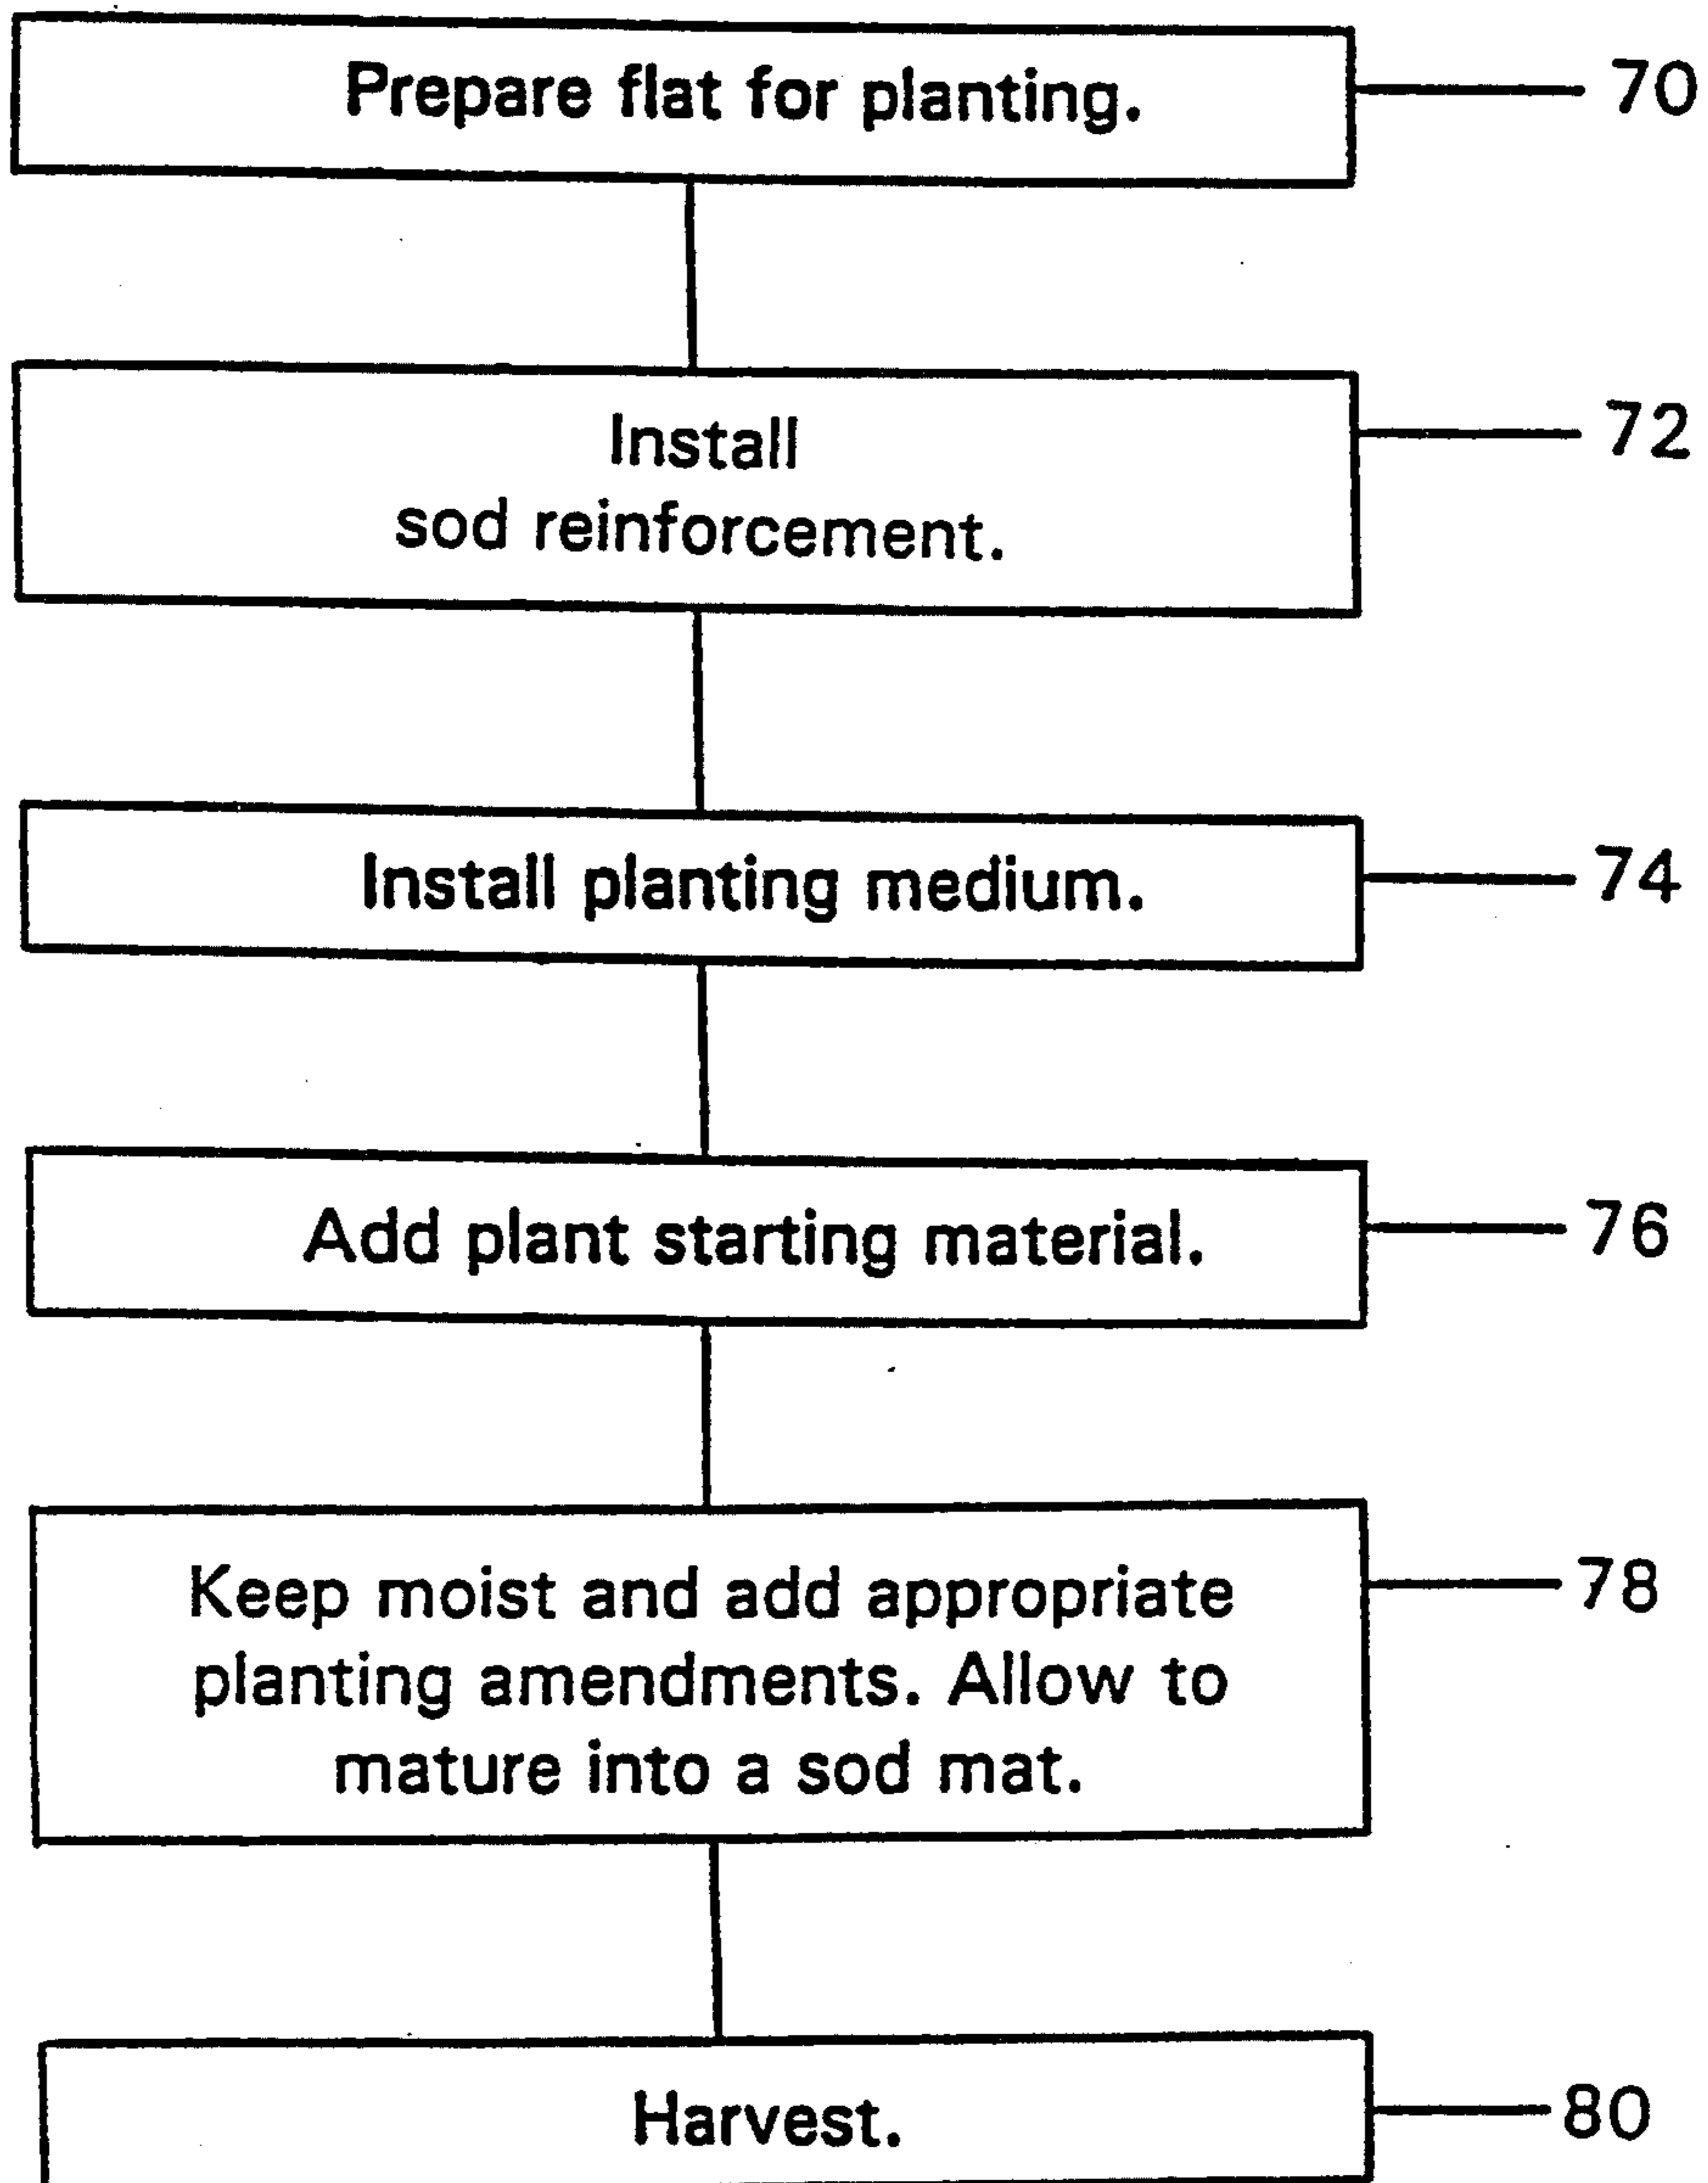 Prepare flat for planting.
70
Install
72
sod reinforcement.
Install planting medium.
74
Add plant starting material.
76
Keep moist and add appropriate
78
planting amendments. Allow to
mature into a sod mat.
Harvest.
80